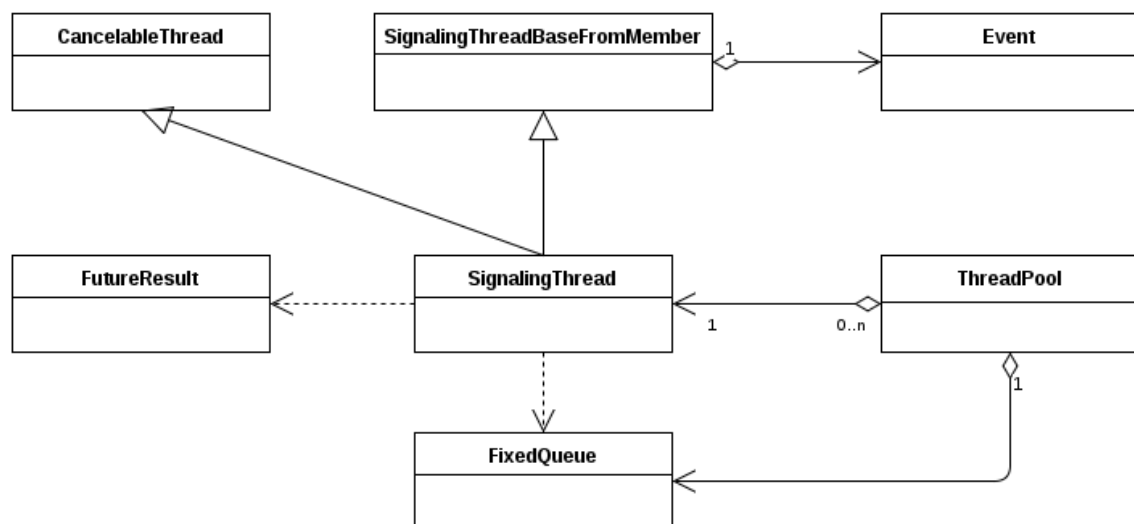 CancelableThread
SignalingThreadBaseFromMember
1
Event
FutureResult
SignalingThread
1
0..n
ThreadPool
1
FixedQueue